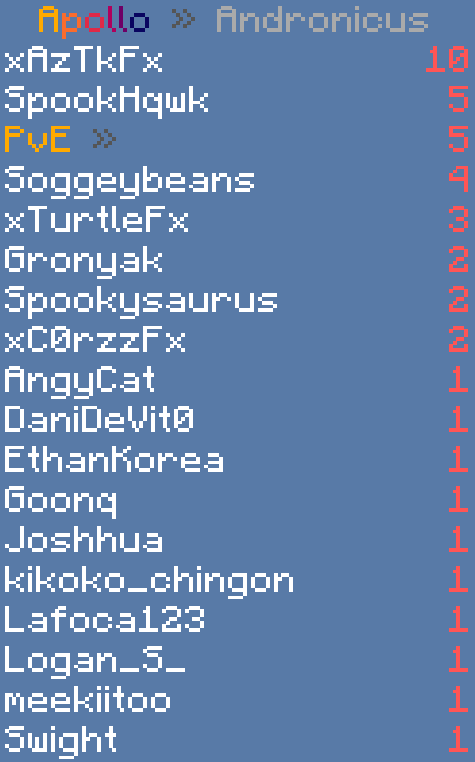 Apollo » Andronicus
xAzTkFx 10
SpookHqwk 5
PvE » 5
Soggeybeans 4
xTurtleFx 3
Gronyak 2
Spookysaurus 2
xC0rzzFx 2
AngyCat 1
DaniDeVit0 1
EthanKorea 1
Goonq 1
Joshhua 1
kikoko_chingon 1
Lafoca123 1
Logan_S_ 1
meekiitoo 1
Swight 1